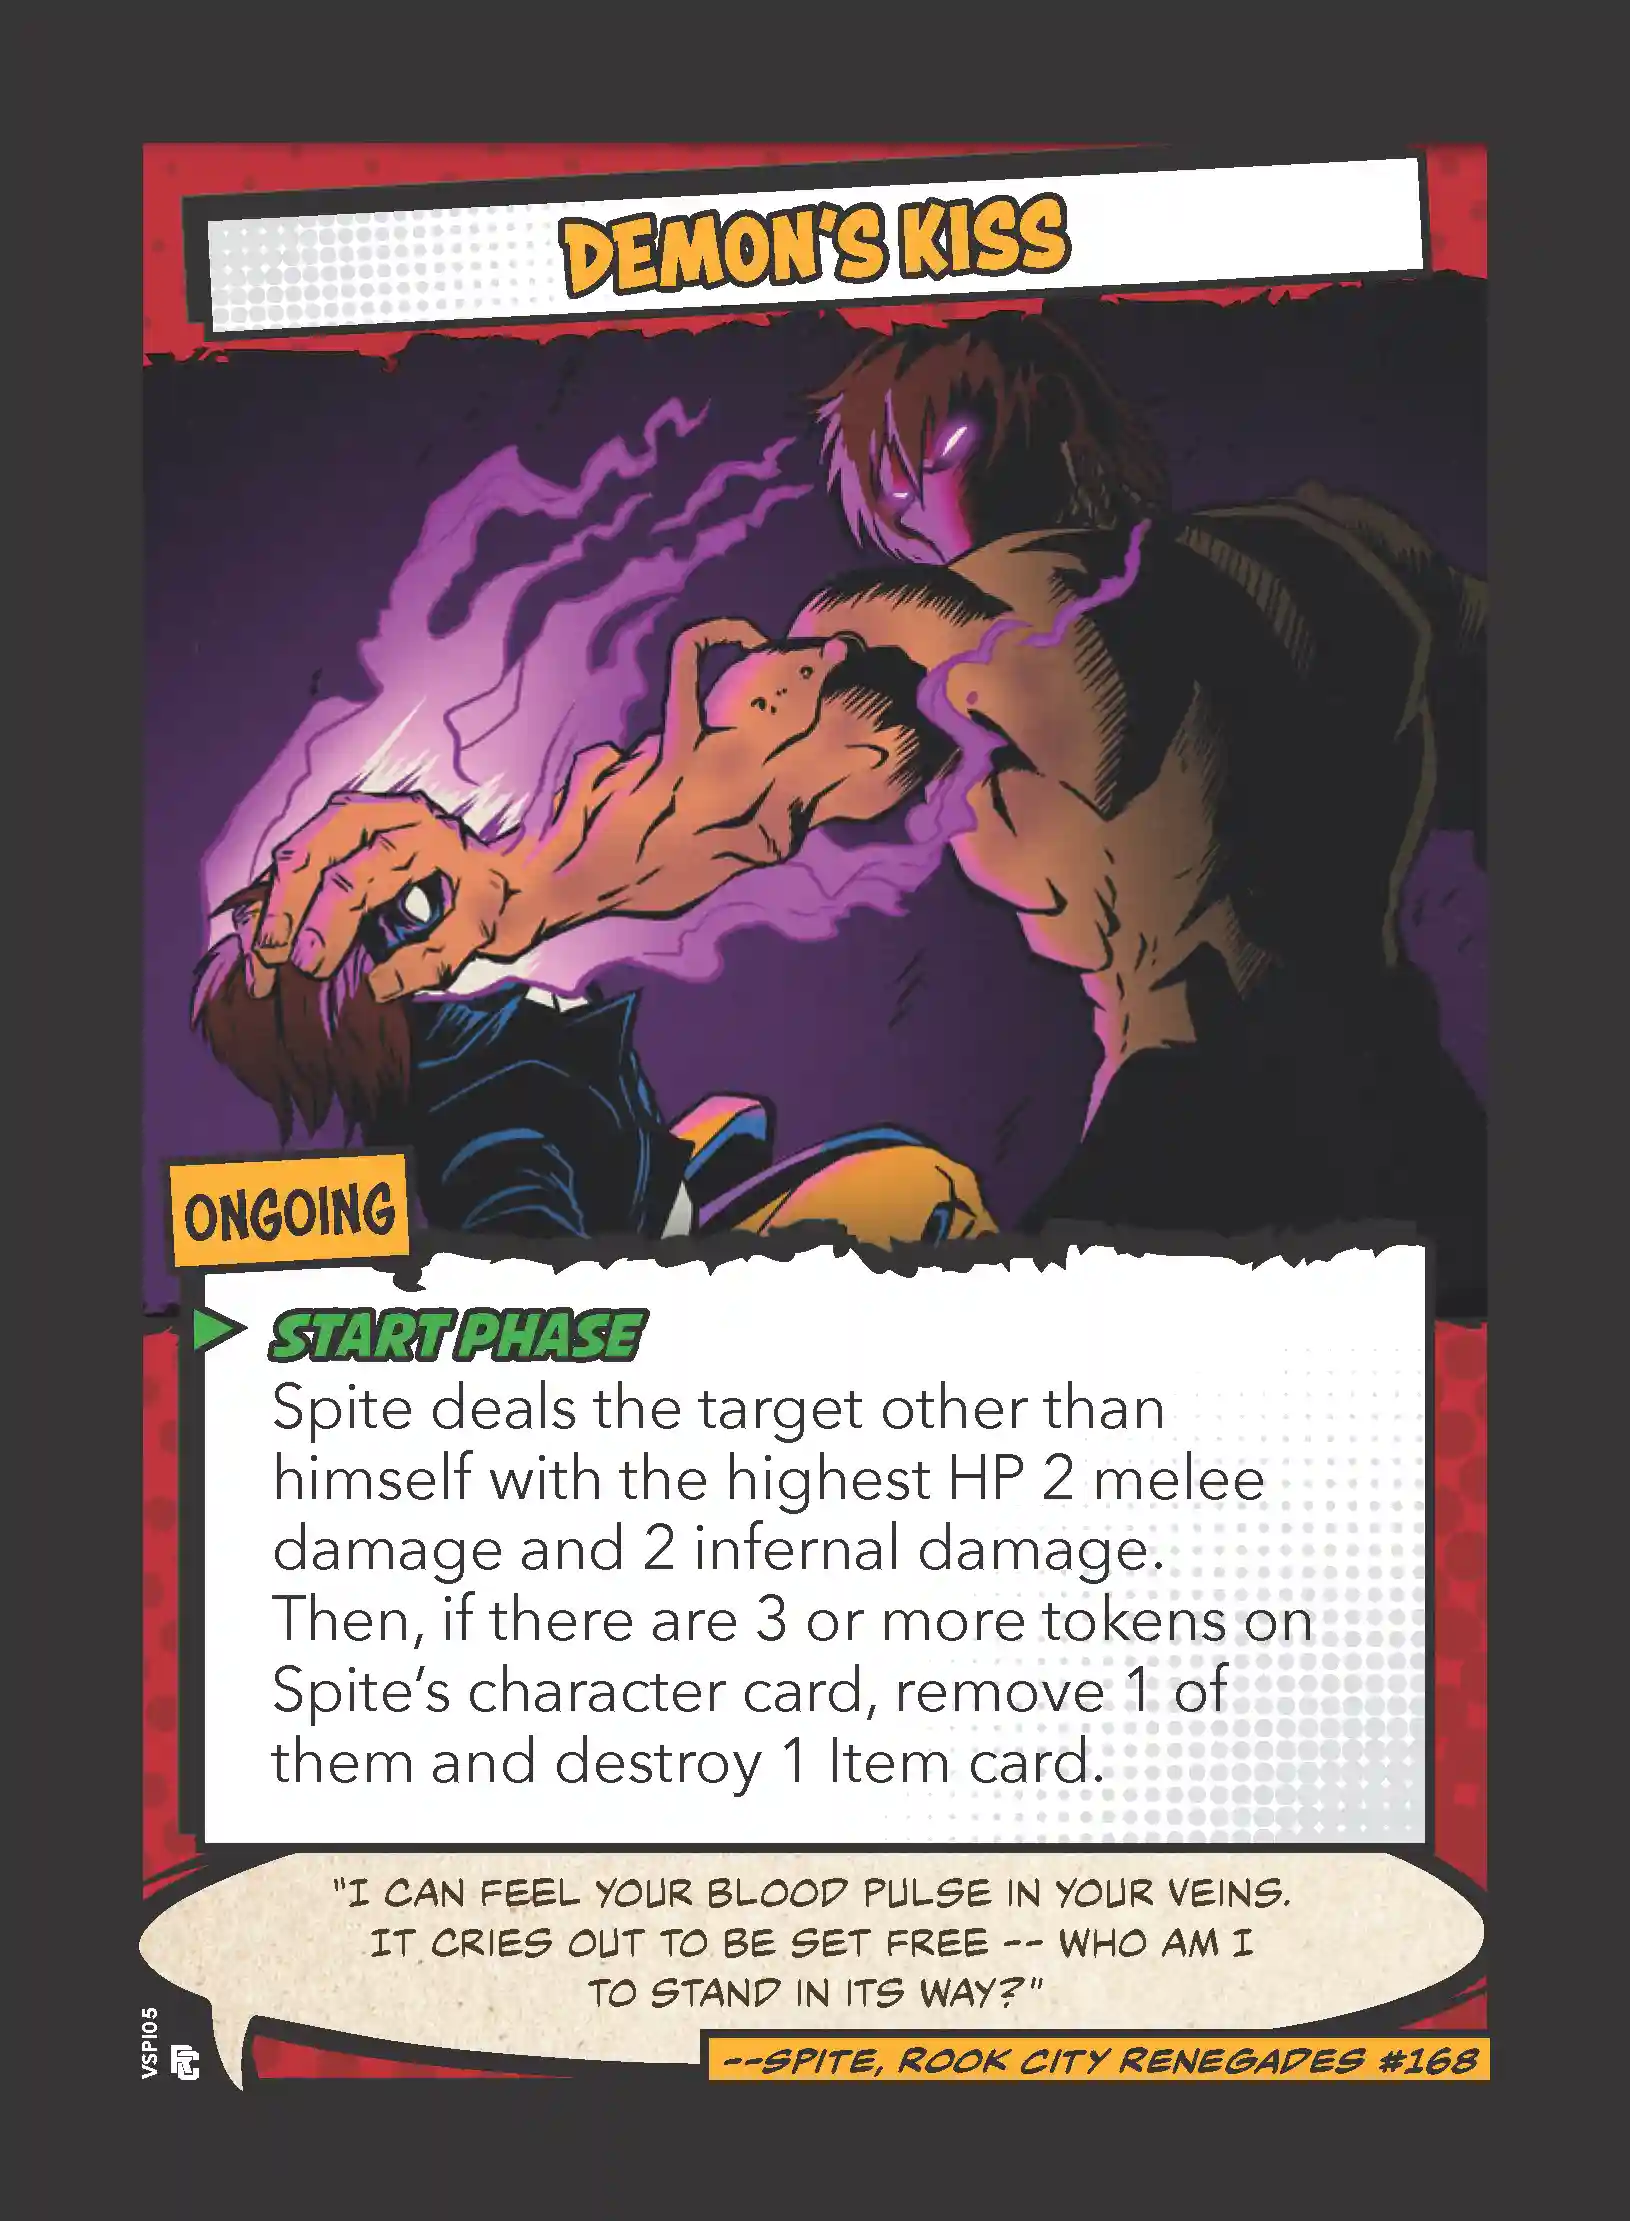 DEMON'S KISS
ONGOING
START PHASE
Spite deals the target other than
himself with the highest HP 2 melee
damage and 2 infernal damage.
Then, if there are 3 or more tokens on
Spite's character card, remove 1 of
them and destroy 1 Item card.
"I CAN FEEL YOUR BLOOD PULSE IN YOUR VEINS.
IT CRIES OUT TO BE SET FREE -- WHO AM I
TO STAND IN ITS WAY?"
--SPITE, ROOK CITY RENEGADES #168
VSPI05